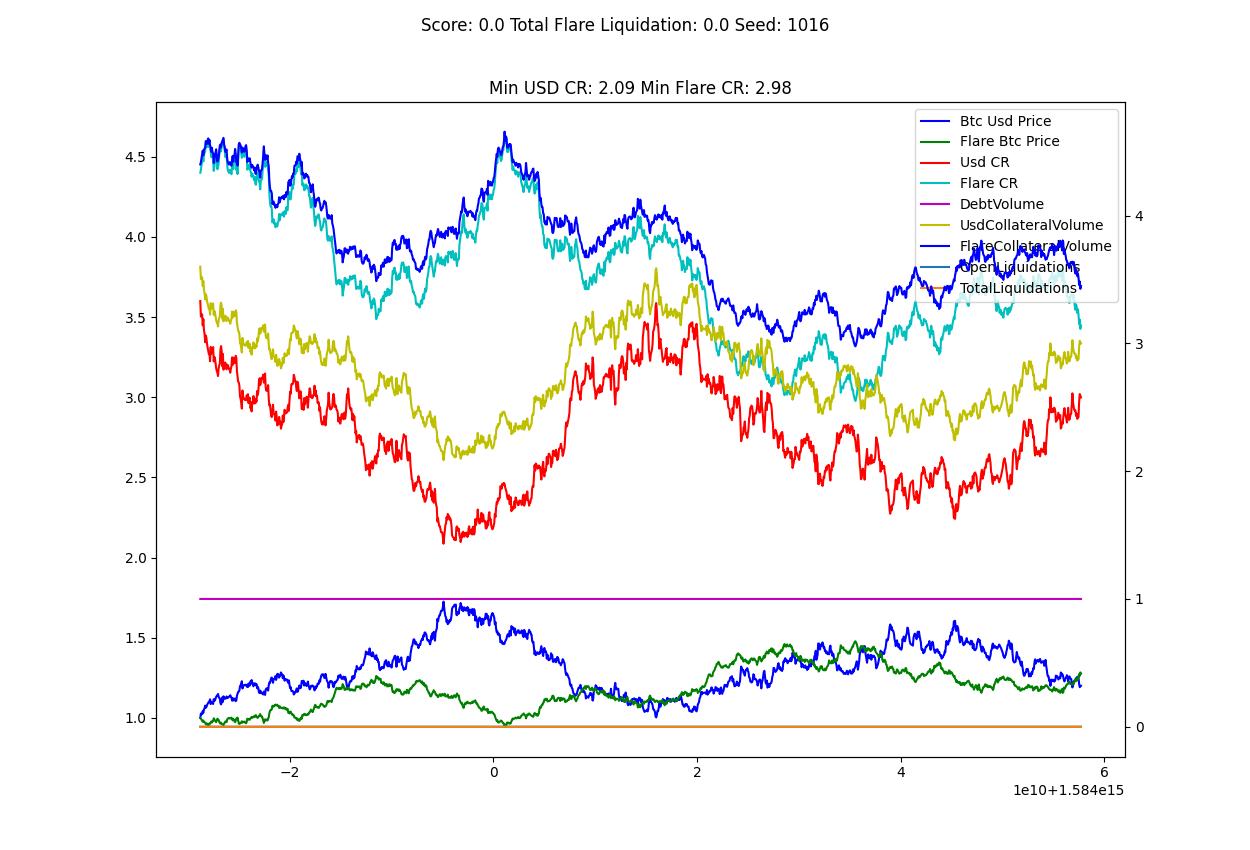 Score: 0.0 Total Flare Liquidation: 0.0 Seed: 1016
Min USD CR: 2.09 Min Flare CR: 2.98
Btc Usd Price
Flare Btc Price
Usd CR
Flare CR
DebtVolume
UsdCollateralVolume
FlareCollateralVolume
OpenLiquidations
TotalLiquidations
4.5
4.0
3.5
3.0
2.5
2.0
1.5
1.0
4
3
2
1
0
−2
0
2
4
6
1e10+1.584e15